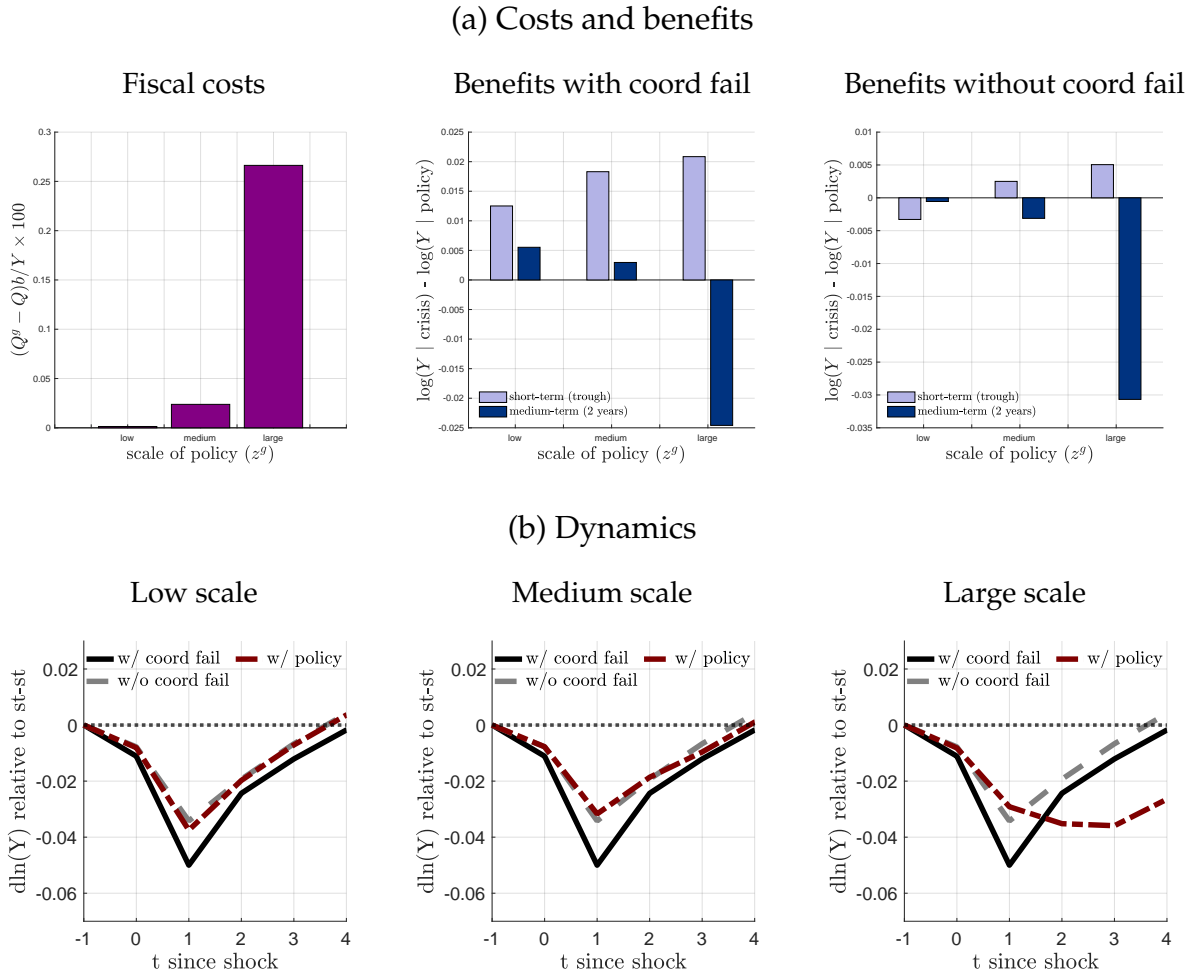 (a) Costs and benefits
Fiscal costs
Benefits with coord fail
Benefits without coord fail
0.3
0.25
0.2
0.15
0.1
0.05
0
(Q^g − Q)b/Y × 100
low
medium
large
scale of policy (z^g)
0.025
0.02
0.015
0.01
0.005
0
-0.005
-0.01
-0.015
-0.02
-0.025
log(Y | crisis) - log(Y | policy)
short-term (trough)
medium-term (2 years)
low
medium
large
scale of policy (z^g)
0.01
0.005
0
-0.005
-0.01
-0.015
-0.02
-0.025
-0.03
-0.035
log(Y | crisis) - log(Y | policy)
short-term (trough)
medium-term (2 years)
low
medium
large
scale of policy (z^g)
(b) Dynamics
Low scale
Medium scale
Large scale
w/ coord fail
w/ policy
w/o coord fail
0.02
0
-0.02
-0.04
-0.06
dln(Y) relative to st-st
-1 0 1 2 3 4
t since shock
w/ coord fail
w/ policy
w/o coord fail
0.02
0
-0.02
-0.04
-0.06
dln(Y) relative to st-st
-1 0 1 2 3 4
t since shock
w/ coord fail
w/ policy
w/o coord fail
0.02
0
-0.02
-0.04
-0.06
dln(Y) relative to st-st
-1 0 1 2 3 4
t since shock